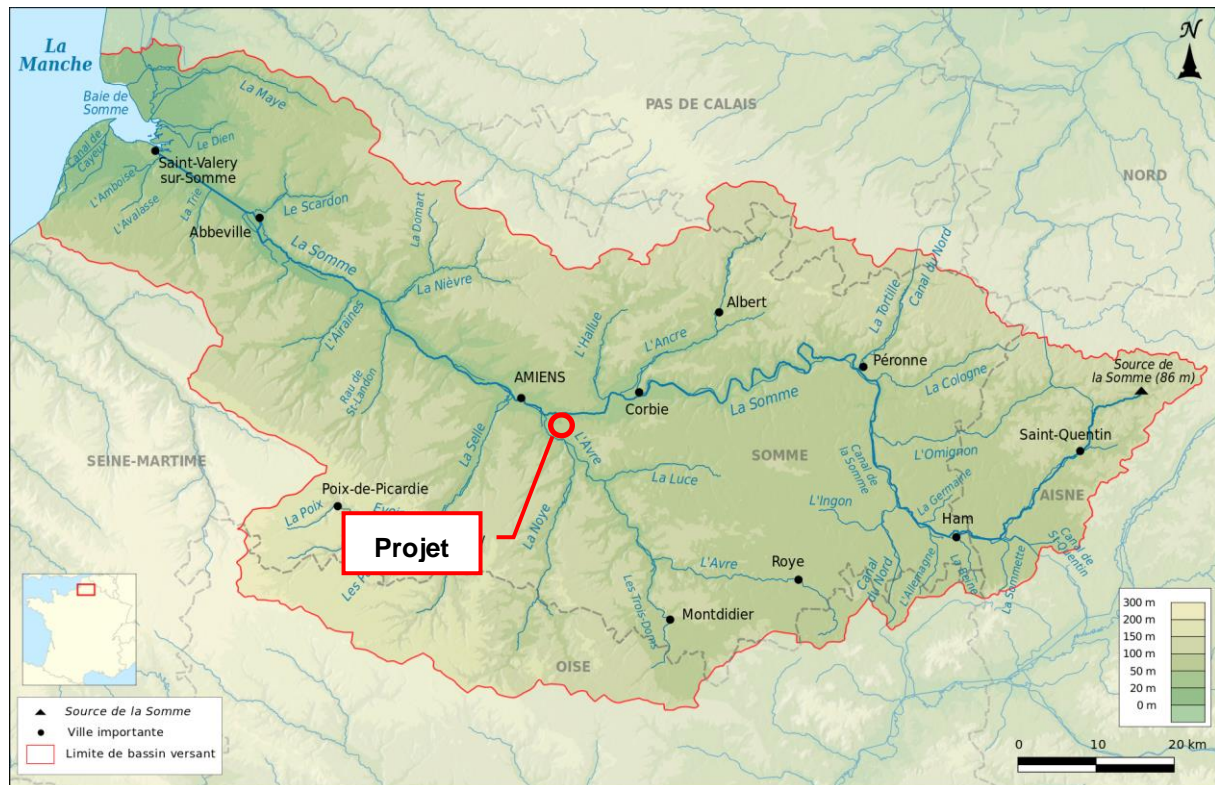 La
Manche
N
PAS DE CALAIS
La Maye
Baie de
Somme
Canal de
Cayeux
Le Dien
Saint-Valery
sur-Somme
NORD
L'Amboise
L'Avalasse
La Trie
Le Scardon
Abbeville
La Domart
La Somme
La Nièvre
L'Airaines
Rau de
St-Landon
L'Hallue
Albert
L'Ancre
La Tortille
Canal du Nord
Péronne
La Cologne
Source de
la Somme (86 m)
AMIENS
Corbie
La Somme
Saint-Quentin
SEINE-MARTIME
La Selle
L'Avre
La Luce
SOMME
Canal de
la Somme
L'Omignon
AISNE
La Germaine
L'Ingon
Poix-de-Picardie
La Poix
Projet
La Noye
Ham
Canal de
St-Quentin
L'Avre
Roye
Canal
du Nord
L'Allemagne
La Beine
La Sommette
Les Trois-Doms
Montdidier
OISE
300 m
200 m
150 m
100 m
50 m
20 m
0 m
Source de la Somme
Ville importante
Limite de bassin versant
0 10 20 km